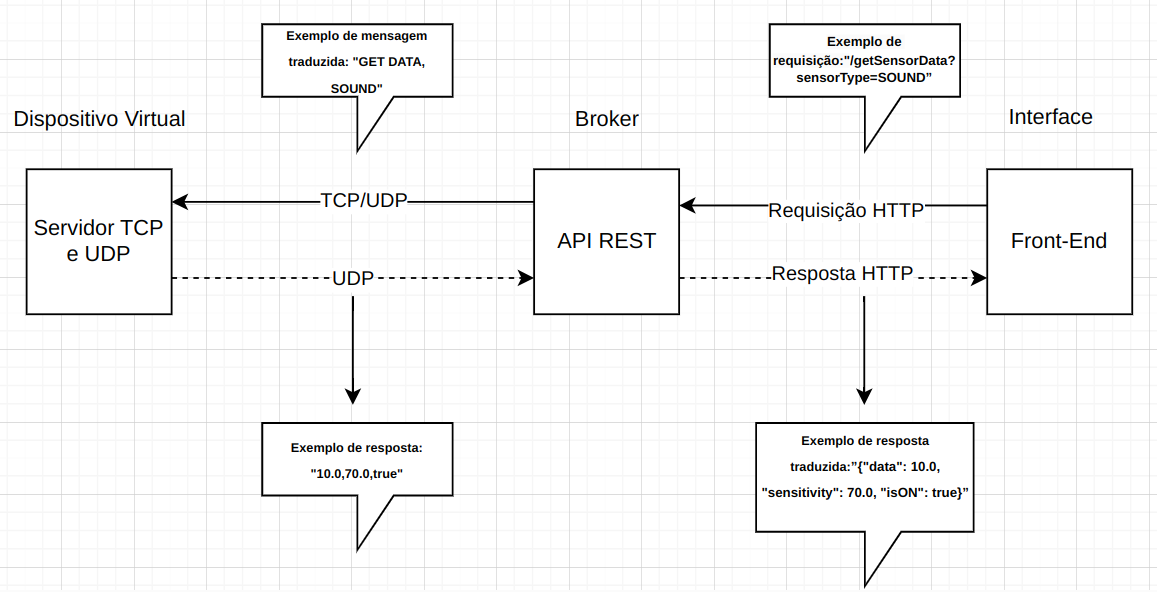 Exemplo de mensagem
traduzida: "GET DATA,
SOUND"
Exemplo de
requisição:"/getSensorData?
sensorType=SOUND”
Dispositivo Virtual
Broker
Interface
Servidor TCP
e UDP
TCP/UDP
UDP
API REST
Requisição HTTP
Resposta HTTP
Front-End
Exemplo de resposta:
"10.0,70.0,true"
Exemplo de resposta
traduzida:”{"data": 10.0,
"sensitivity": 70.0, "isON": true}”